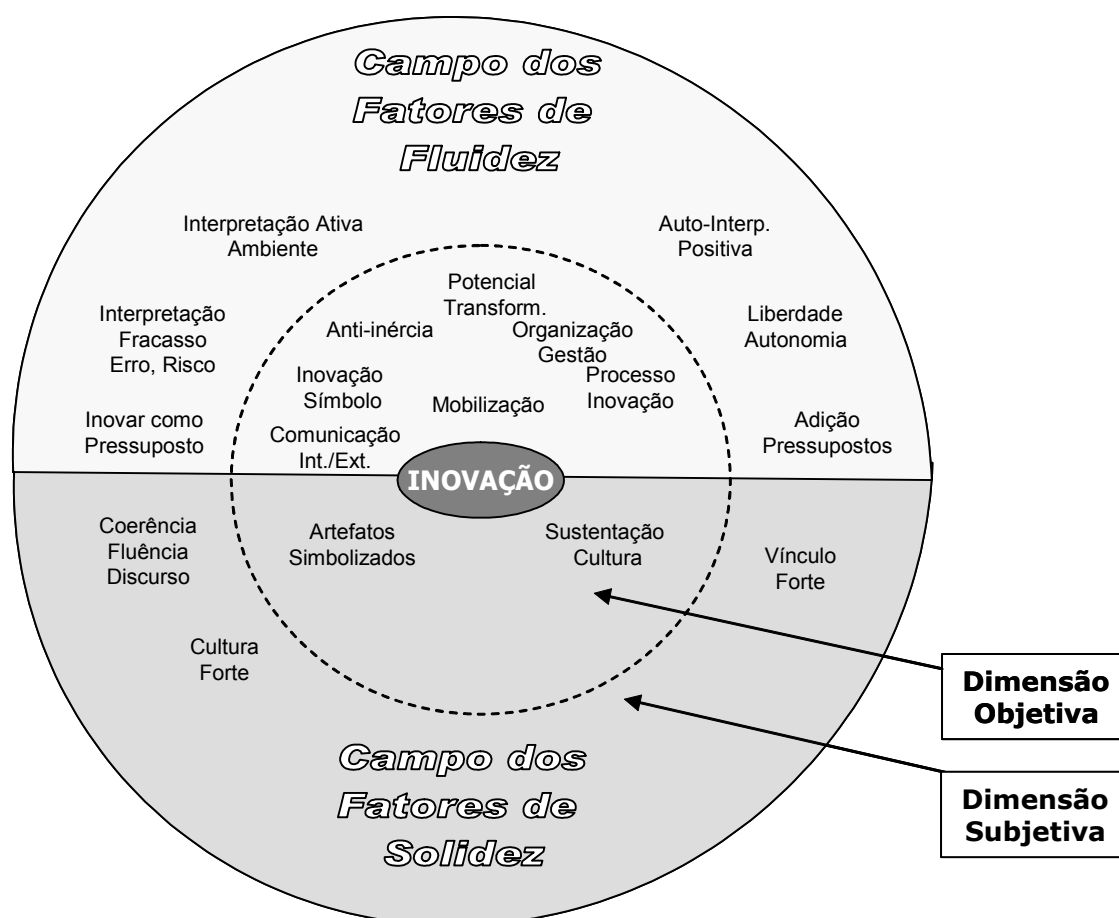 Campo dos
Fatores de
Fluidez
Interpretação Ativa
Ambiente
Auto-Interp.
Positiva
Potencial
Transform.
Interpretação
Fracasso
Erro, Risco
Anti-inércia
Organização
Gestão
Liberdade
Autonomia
Inovação
Símbolo
Processo
Inovação
Mobilização
Inovar como
Pressuposto
Comunicação
Int./Ext.
Adição
Pressupostos
INOVAÇÃO
Coerência
Fluência
Discurso
Artefatos
Simbolizados
Sustentação
Cultura
Vínculo
Forte
Cultura
Forte
Dimensão
Objetiva
Campo dos
Fatores de
Solidez
Dimensão
Subjetiva